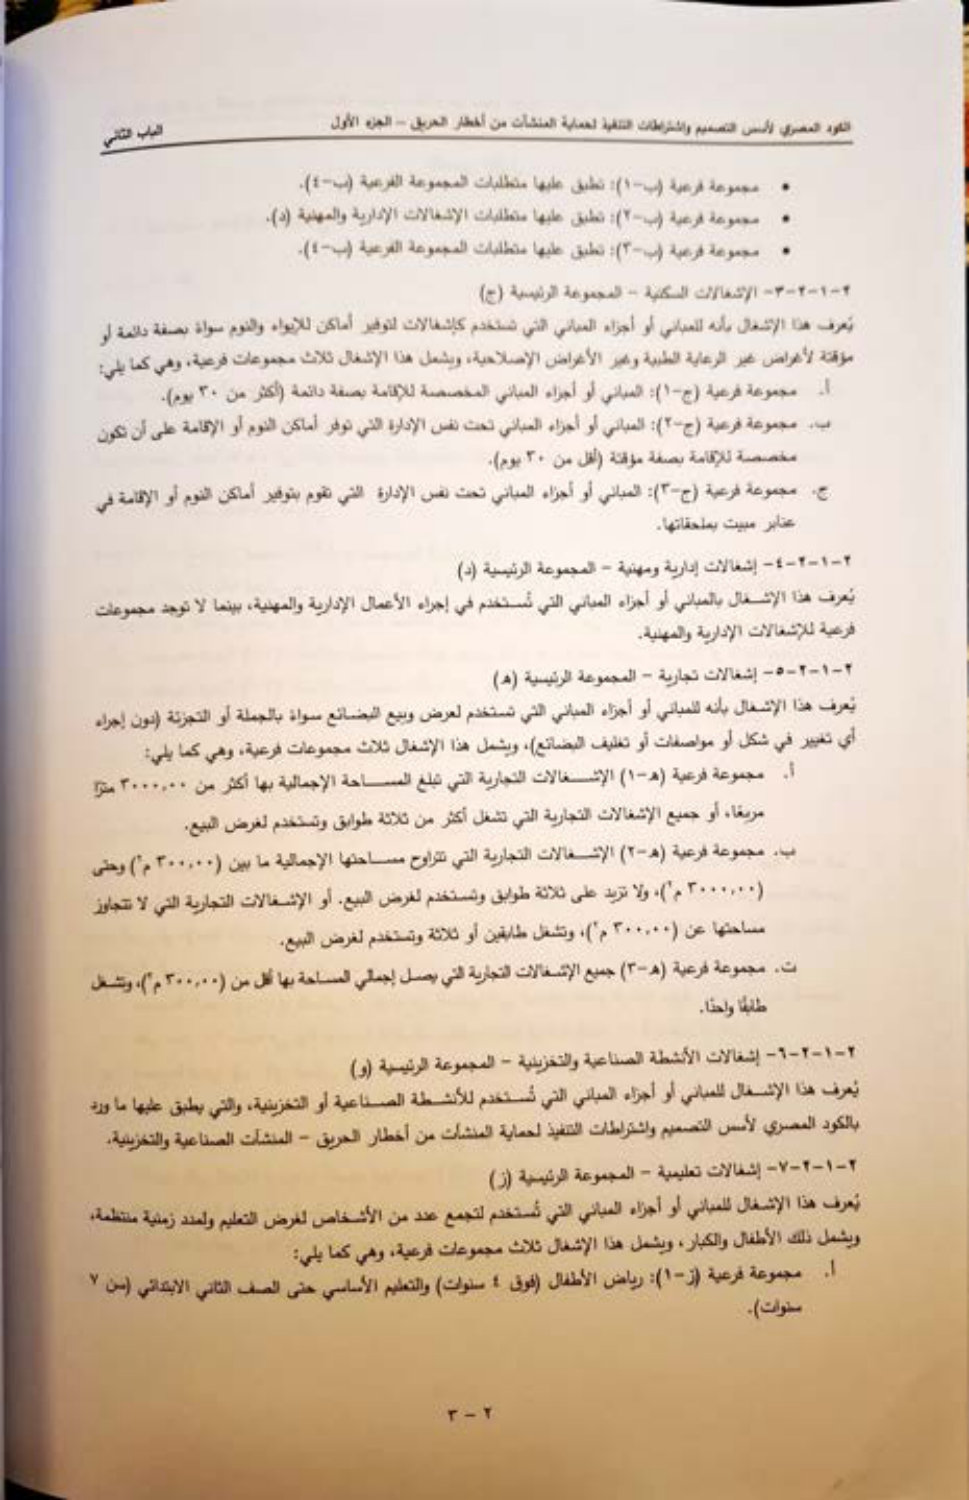 الكود المصري لأسس التصميم واشتراطات التنفيذ لحماية المنشآت من أخطار الحريق – الجزء الأول
الباب الثاني
• مجموعة فرعية (ب-١): تطبق عليها متطلبات المجموعة الفرعية (ب-٤).
• مجموعة فرعية (ب-٢): تطبق عليها متطلبات الإشغالات الإدارية والمهنية (د).
• مجموعة فرعية (ب-٣): تطبق عليها متطلبات المجموعة الفرعية (ب-٤).
٢-١-٢-٣- الإشغالات السكنية – المجموعة الرئيسية (ج)
يُعرف هذا الإشغال بأنه للمباني أو أجزاء المباني التي تستخدم كإشغالات لتوفير أماكن للإيواء والنوم سواءً بصفة دائمة أو
مؤقتة لأغراض غير الرعاية الطبية وغير الأغراض الإصلاحية، ويشمل هذا الإشغال ثلاث مجموعات فرعية، وهي كما يلي:
أ. مجموعة فرعية (ج-١): المباني أو أجزاء المباني المخصصة للإقامة بصفة دائمة (أكثر من ٣٠ يوم).
ب. مجموعة فرعية (ج-٢): المباني أو أجزاء المباني تحت نفس الإدارة التي توفر أماكن النوم أو الإقامة على أن تكون
مخصصة للإقامة بصفة مؤقتة (أقل من ٣٠ يوم).
ج. مجموعة فرعية (ج-٣): المباني أو أجزاء المباني تحت نفس الإدارة التي تقوم بتوفير أماكن النوم أو الإقامة في
عنابر مبيت بملحقاتها.
٢-١-٢-٤- إشغالات إدارية ومهنية – المجموعة الرئيسية (د)
يُعرف هذا الإشغال بالمباني أو أجزاء المباني التي تُستخدم في إجراء الأعمال الإدارية والمهنية، بينما لا توجد مجموعات
فرعية للإشغالات الإدارية والمهنية.
٢-١-٢-٥- إشغالات تجارية – المجموعة الرئيسية (هـ)
يُعرف هذا الإشغال بأنه للمباني أو أجزاء المباني التي تستخدم لعرض وبيع البضائع سواءً بالجملة أو التجزئة (دون إجراء
أي تغيير في شكل أو مواصفات أو تغليف البضائع)، ويشمل هذا الإشغال ثلاث مجموعات فرعية، وهي كما يلي:
أ. مجموعة فرعية (هـ-١) الإشغالات التجارية التي تبلغ المساحة الإجمالية بها أكثر من ٣٠٠٠,٠٠ مترًا
مربعًا، أو جميع الإشغالات التجارية التي تشغل أكثر من ثلاثة طوابق وتستخدم لغرض البيع.
ب. مجموعة فرعية (هـ-٢) الإشغالات التجارية التي تتراوح مساحتها الإجمالية ما بين (٣٠٠,٠٠ م٢) وحتى
(٣٠٠٠,٠٠ م٢)، ولا تزيد على ثلاثة طوابق وتستخدم لغرض البيع. أو الإشغالات التجارية التي لا تتجاوز
مساحتها عن (٣٠٠,٠٠ م٢)، وتشغل طابقين أو ثلاثة وتستخدم لغرض البيع.
ت. مجموعة فرعية (هـ-٣) جميع الإشغالات التجارية التي يصل إجمالي المساحة بها أقل من (٣٠٠,٠٠ م٢)، وتشغل
طابقًا واحدًا.
٢-١-٢-٦- إشغالات الأنشطة الصناعية والتخزينية – المجموعة الرئيسية (و)
يُعرف هذا الإشغال للمباني أو أجزاء المباني التي تُستخدم للأنشطة الصناعية أو التخزينية، والتي يطبق عليها ما ورد
بالكود المصري لأسس التصميم واشتراطات التنفيذ لحماية المنشآت من أخطار الحريق – المنشآت الصناعية والتخزينية.
٢-١-٢-٧- إشغالات تعليمية – المجموعة الرئيسية (ز)
يُعرف هذا الإشغال للمباني أو أجزاء المباني التي تُستخدم لتجمع عدد من الأشخاص لغرض التعليم ولمدد زمنية منتظمة،
ويشمل ذلك الأطفال والكبار، ويشمل هذا الإشغال ثلاث مجموعات فرعية، وهي كما يلي:
أ. مجموعة فرعية (ز-١): رياض الأطفال (فوق ٤ سنوات) والتعليم الأساسي حتى الصف الثاني الابتدائي (سن ٧
سنوات).
٢ – ٣